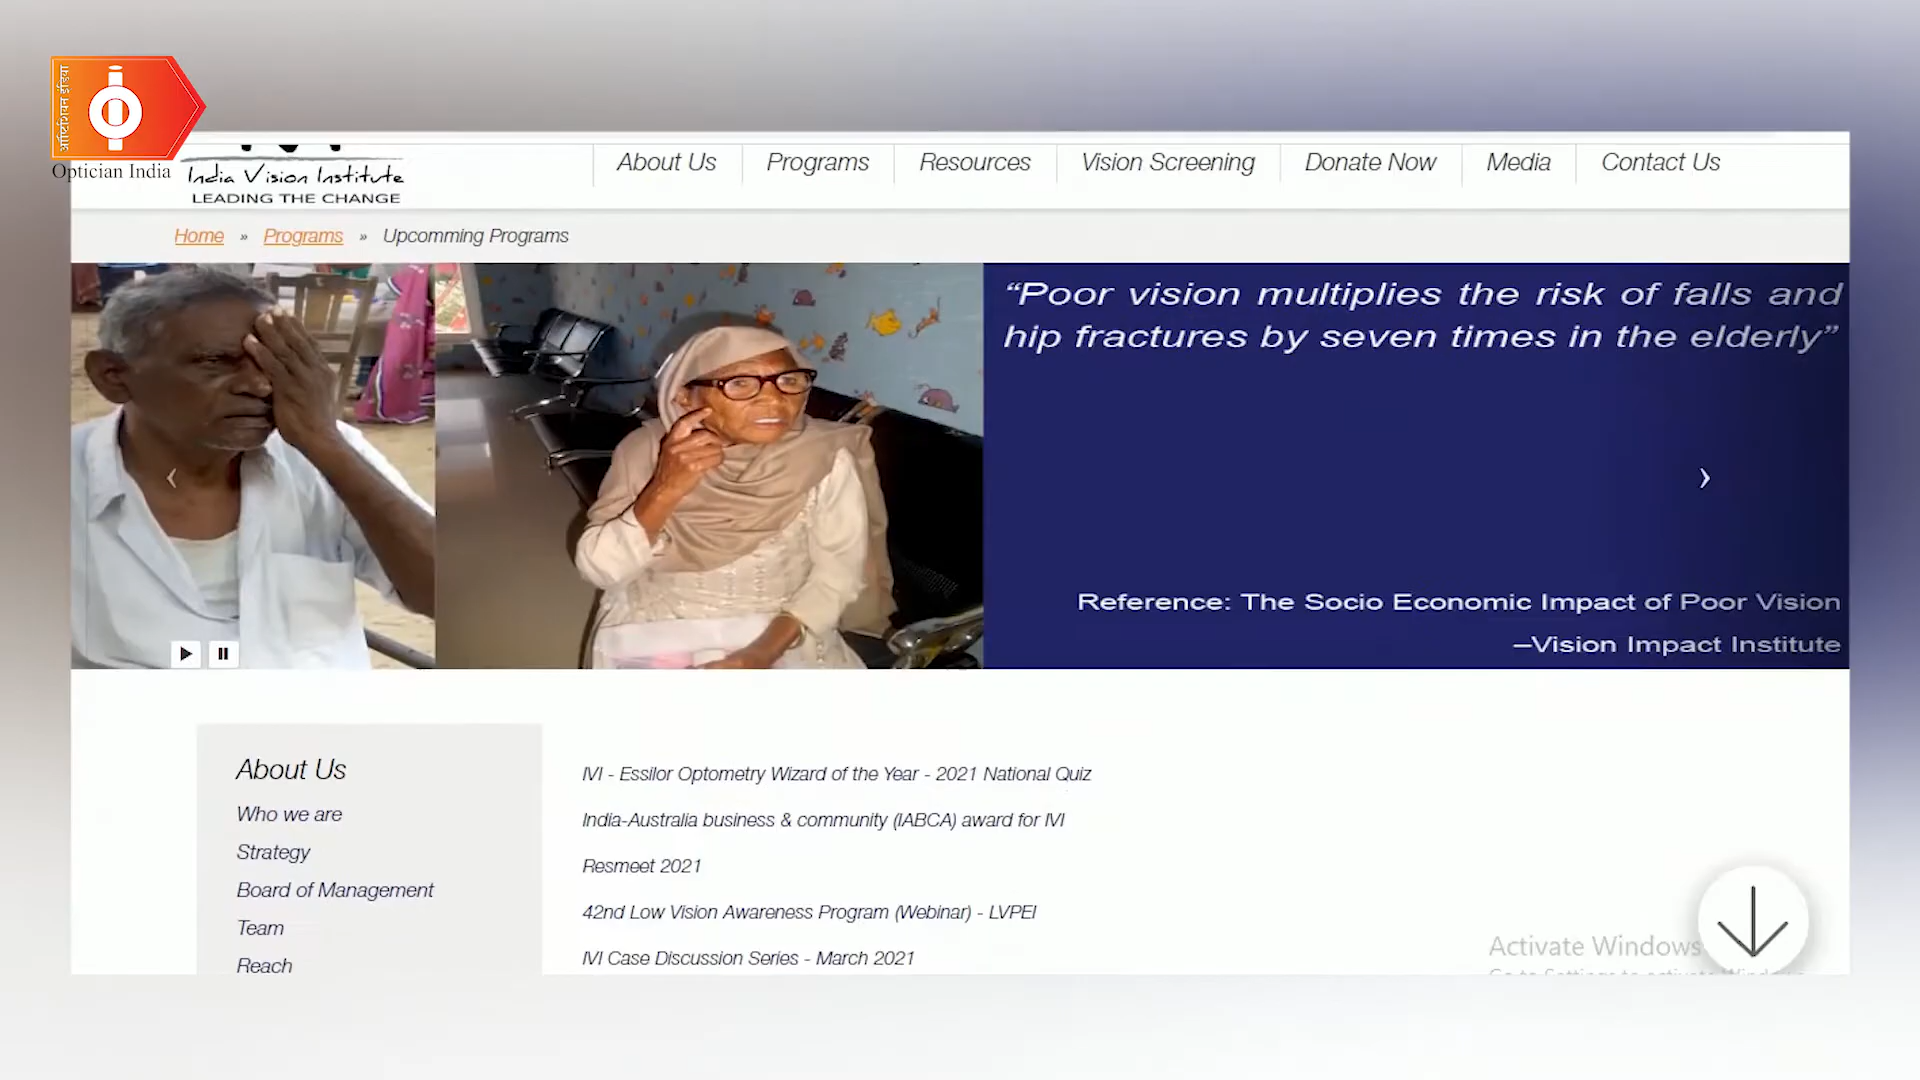 ऑप्टिशियन इंडिया
Optician India
India Vision Institute
LEADING THE CHANGE
About Us
Programs
Resources
Vision Screening
Donate Now
Media
Contact Us
Home » Programs » Upcomming Programs
“Poor vision multiplies the risk of falls and
hip fractures by seven times in the elderly”
Reference: The Socio Economic Impact of Poor Vision
–Vision Impact Institute
About Us
Who we are
Strategy
Board of Management
Team
Reach
IVI - Essilor Optometry Wizard of the Year - 2021 National Quiz
India-Australia business & community (IABCA) award for IVI
Resmeet 2021
42nd Low Vision Awareness Program (Webinar) - LVPEI
IVI Case Discussion Series - March 2021
Activate Windows